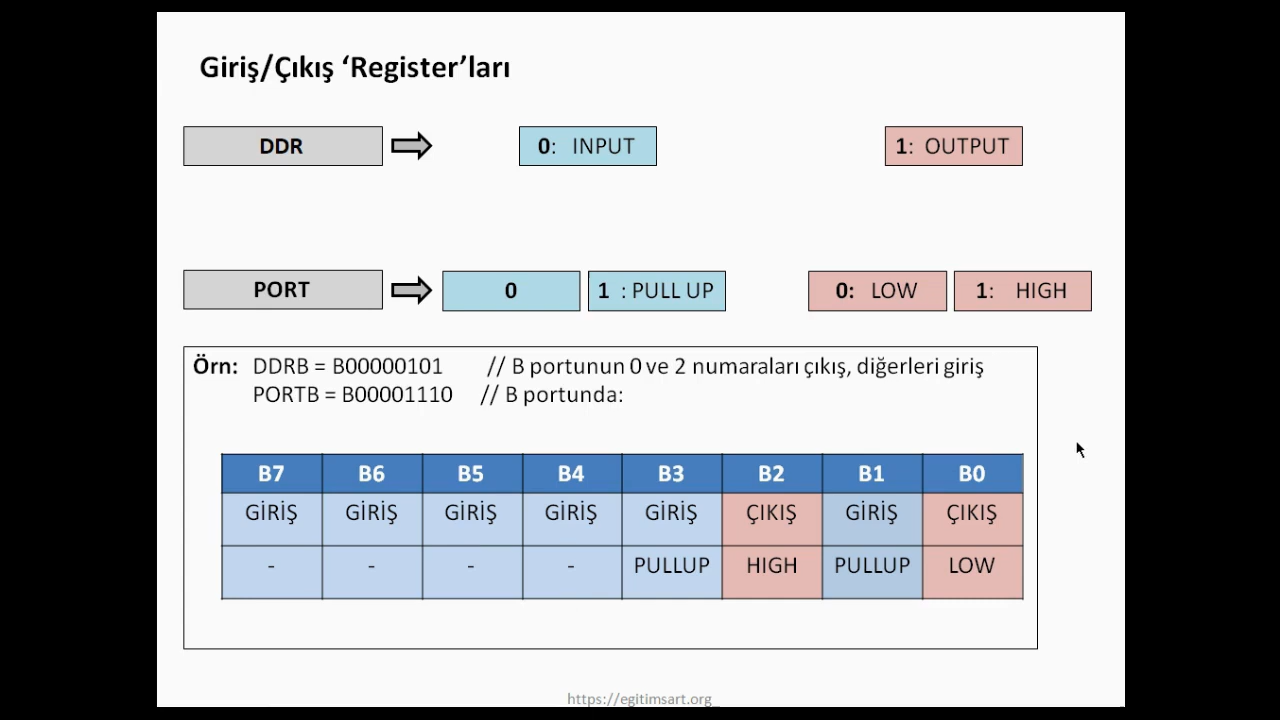 Giriş/Çıkış ‘Register’ları
DDR 0: INPUT 1: OUTPUT
PORT 0 1 : PULL UP 0: LOW 1: HIGH
Örn: DDRB = B00000101 // B portunun 0 ve 2 numaraları çıkış, diğerleri giriş
PORTB = B00001110 // B portunda:
B7 B6 B5 B4 B3 B2 B1 B0
GİRİŞ GİRİŞ GİRİŞ GİRİŞ GİRİŞ ÇIKIŞ GİRİŞ ÇIKIŞ
- - - - PULLUP HIGH PULLUP LOW
https://egitimsart.org